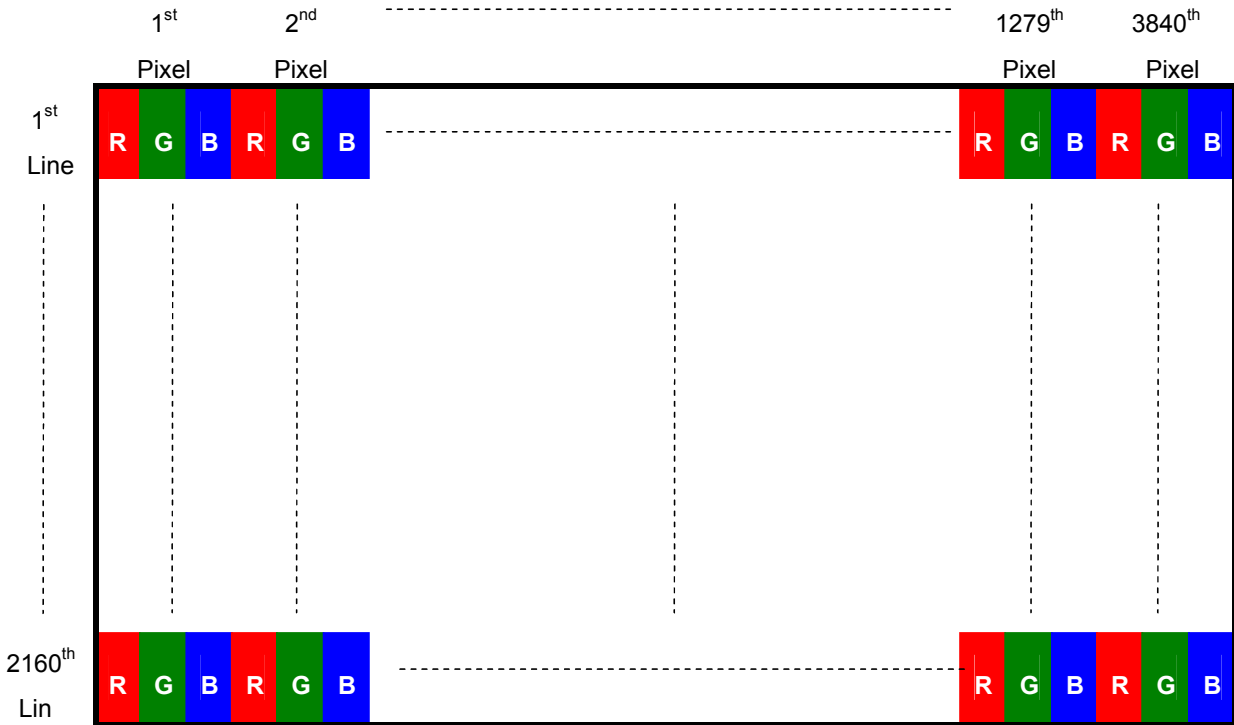 1st 2nd 1279th 3840th
Pixel Pixel Pixel Pixel
1st
Line
R G B R G B R G B R G B
2160th
Lin
R G B R G B R G B R G B